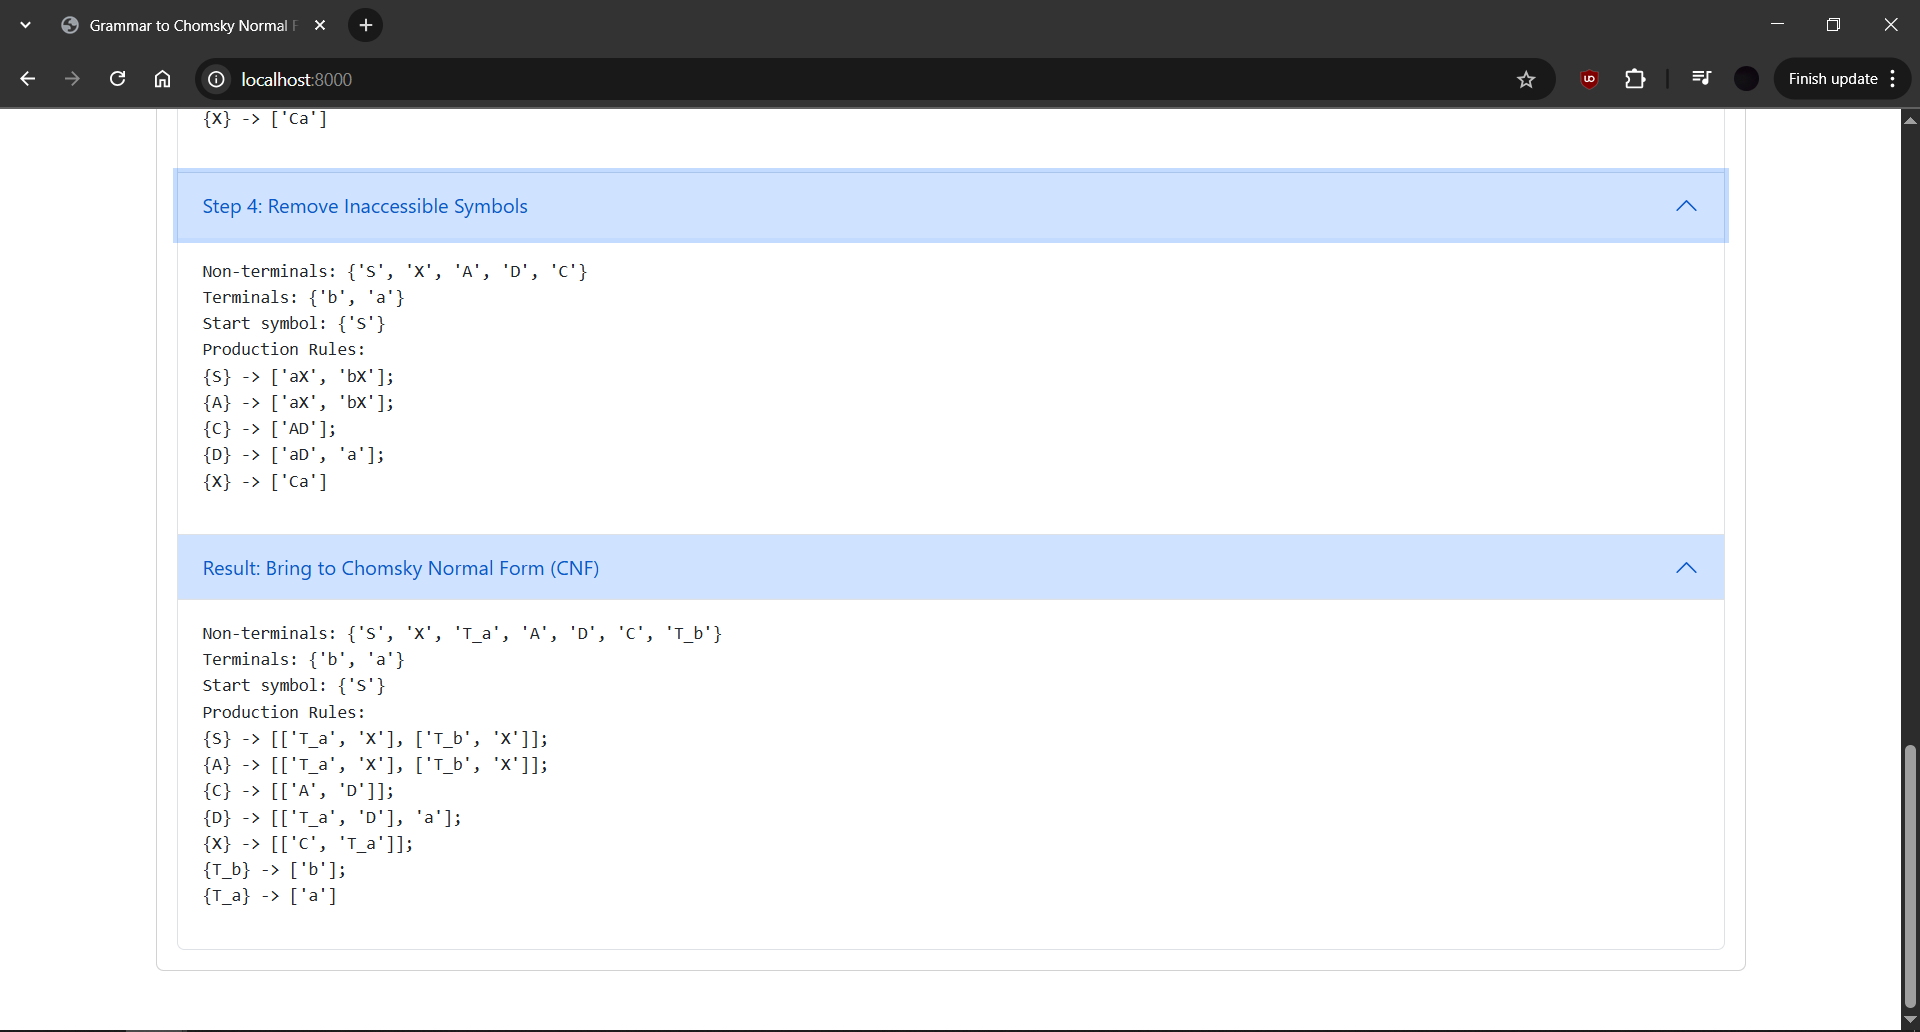 Grammar to Chomsky Normal F
localhost:8000
Finish update
{X} -> ['Ca']
Step 4: Remove Inaccessible Symbols
Non-terminals: {'S', 'X', 'A', 'D', 'C'}
Terminals: {'b', 'a'}
Start symbol: {'S'}
Production Rules:
{S} -> ['aX', 'bX'];
{A} -> ['aX', 'bX'];
{C} -> ['AD'];
{D} -> ['aD', 'a'];
{X} -> ['Ca']
Result: Bring to Chomsky Normal Form (CNF)
Non-terminals: {'S', 'X', 'T_a', 'A', 'D', 'C', 'T_b'}
Terminals: {'b', 'a'}
Start symbol: {'S'}
Production Rules:
{S} -> [['T_a', 'X'], ['T_b', 'X']];
{A} -> [['T_a', 'X'], ['T_b', 'X']];
{C} -> [['A', 'D']];
{D} -> [['T_a', 'D'], 'a'];
{X} -> [['C', 'T_a']];
{T_b} -> ['b'];
{T_a} -> ['a']